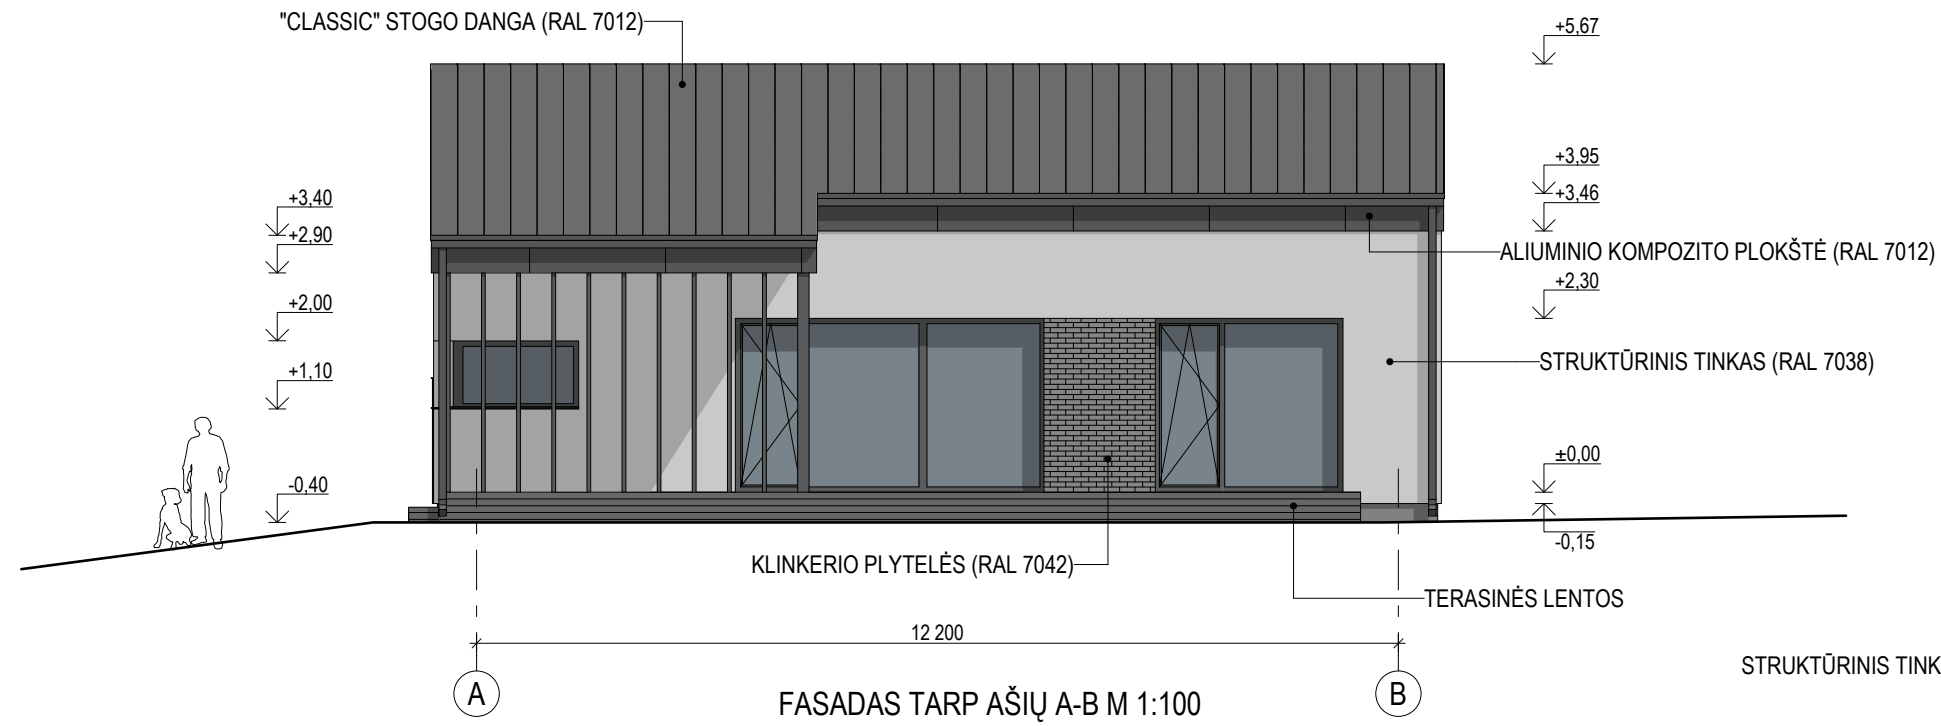 "CLASSIC" STOGO DANGA (RAL 7012)
+5,67
+3,95
+3,46
+3,40
+2,90
ALIUMINIO KOMPOZITO PLOKŠTĖ (RAL 7012)
+2,30
+2,00
STRUKTŪRINIS TINKAS (RAL 7038)
+1,10
±0,00
-0,40
-0,15
KLINKERIO PLYTELĖS (RAL 7042)
TERASINĖS LENTOS
12 200
STRUKTŪRINIS TINK
A
B
FASADAS TARP AŠIŲ A-B M 1:100